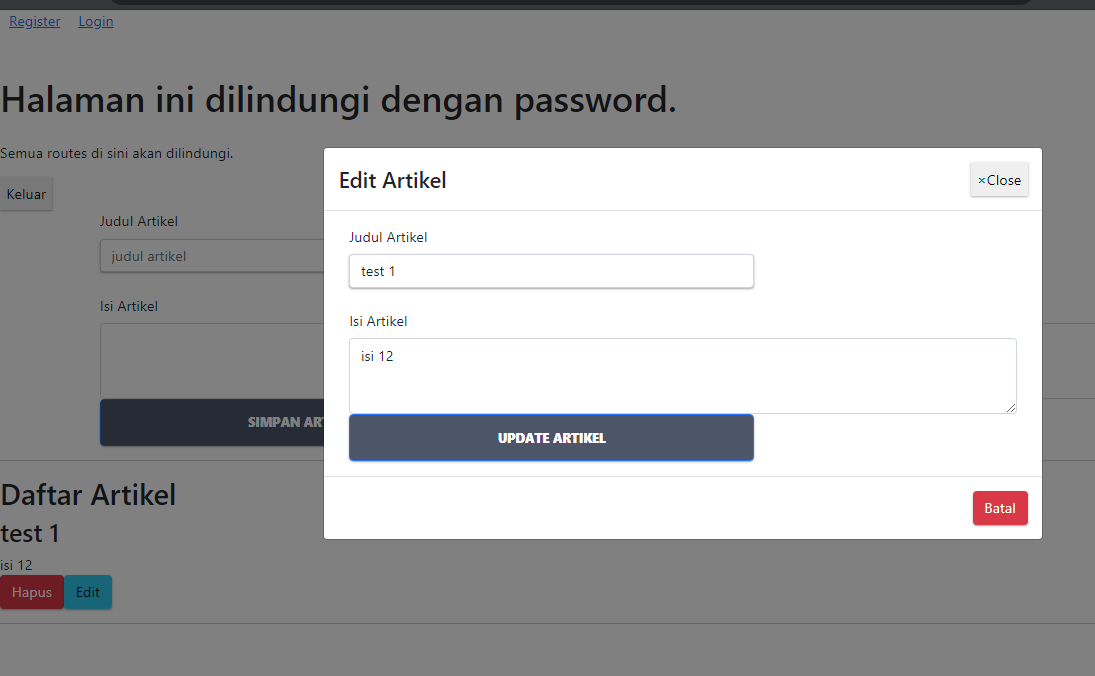 Register Login
Halaman ini dilindungi dengan password.
Semua routes di sini akan dilindungi.
Keluar
Judul Artikel
judul artikel
Isi Artikel
SIMPAN AR
Edit Artikel
×Close
Judul Artikel
test 1
Isi Artikel
isi 12
UPDATE ARTIKEL
Batal
Daftar Artikel
test 1
isi 12
Hapus Edit